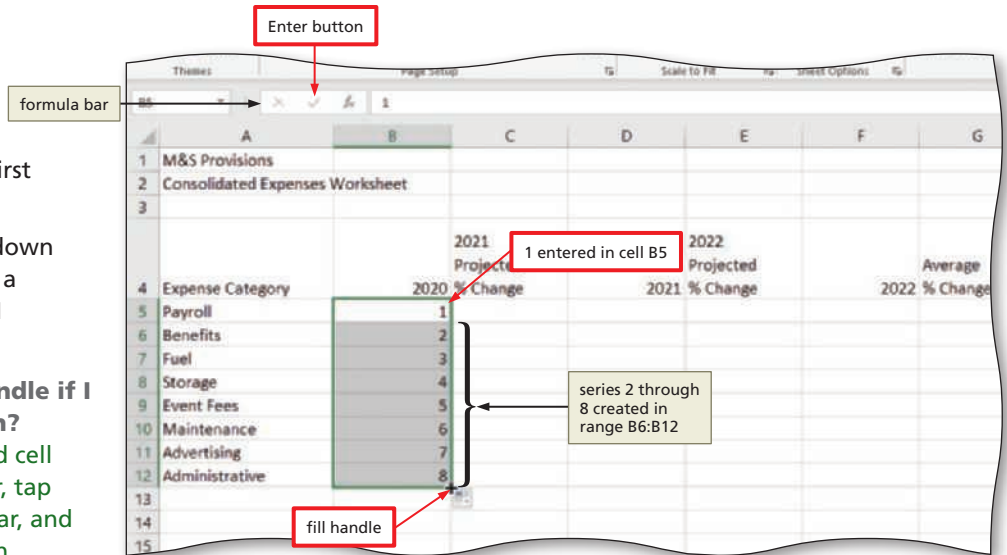 Enter button
Themes Page Setup Scale to Fit Sheet Options
formula bar
B5 fx 1
A B C D E F G
1 M&S Provisions
2 Consolidated Expenses Worksheet
3
2021 2022
1 entered in cell B5
Projected Average
4 Expense Category 2020 % Change 2021 % Change 2022 % Change
5 Payroll 1
6 Benefits 2
7 Fuel 3
8 Storage 4
9 Event Fees 5
10 Maintenance 6
11 Advertising 7
12 Administrative 8
13
14
15
series 2 through
8 created in
range B6:B12
fill handle
irst
down
a
ndle if I
n?
d cell
r, tap
ar, and